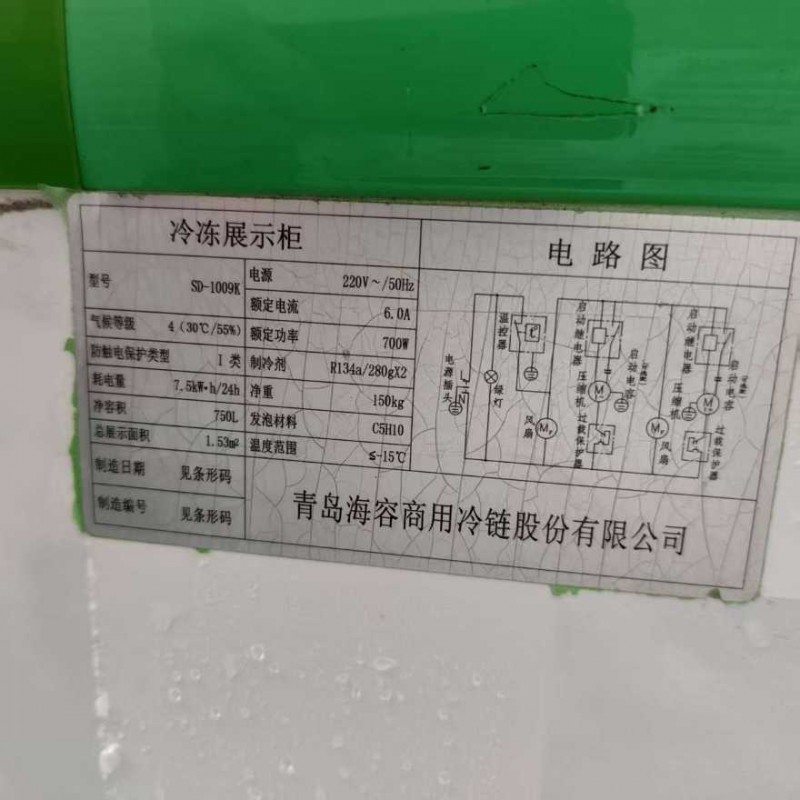 冷冻展示柜
型号 SD-1009K
气候等级 4（30℃/55%）
防触电保护类型 I 类
耗电量 7.5kW·h/24h
净容积 750L
总展示面积 1.53m²
制造日期 见条形码
制造编号 见条形码
电源 220V～/50Hz
额定电流 6.0A
额定功率 700W
制冷剂 R134a/280gX2
净重 150kg
发泡材料 C5H10
温度范围 ≤-15℃
电路图
电源插头
L
N
绿灯
温控器
风扇
启动继电器
压缩机
启动电容
过载保护器
风扇
启动继电器
压缩机
启动电容
过载保护器
青岛海容商用冷链股份有限公司